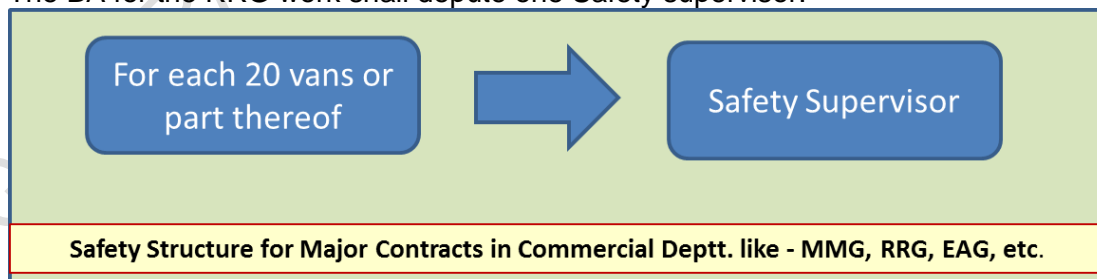 The BA for the RRG work shall depute one Safety supervisor.
For each 20 vans or
part thereof
Safety Supervisor
Safety Structure for Major Contracts in Commercial Deptt. like - MMG, RRG, EAG, etc.